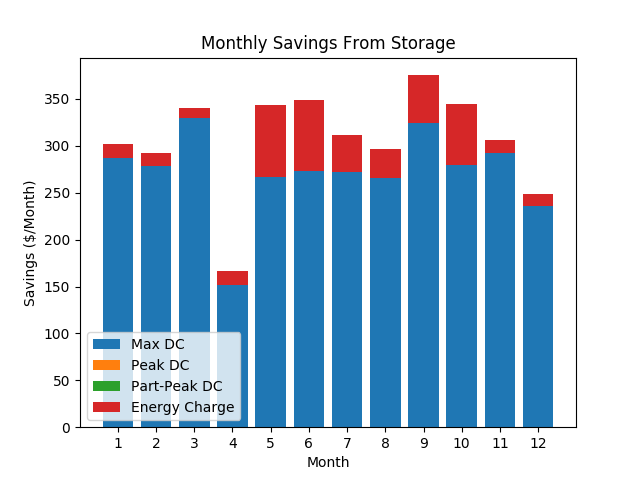 Monthly Savings From Storage
Savings ($/Month)
350
300
250
200
150
100
50
0
Max DC
Peak DC
Part-Peak DC
Energy Charge
1 2 3 4 5 6 7 8 9 10 11 12
Month